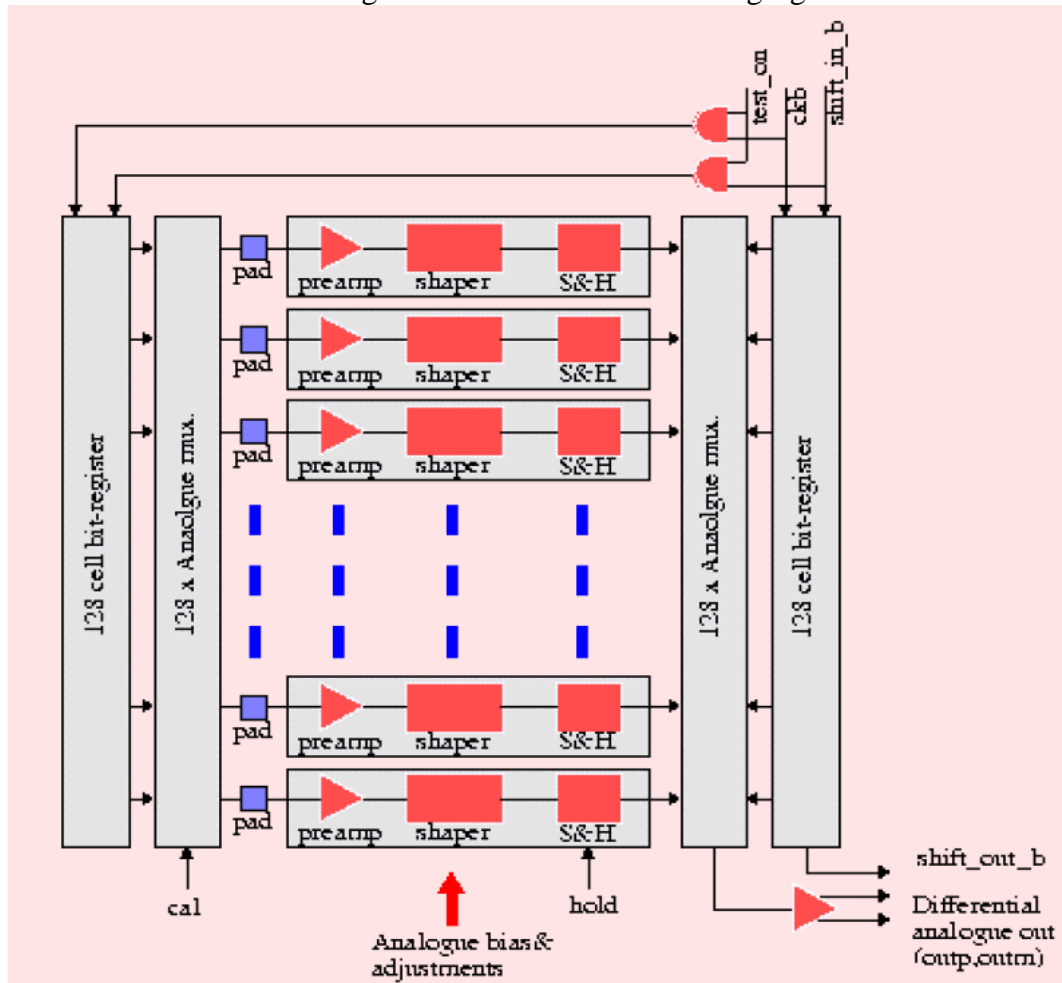 test_on
ckb
shift_in_b
pad
preamp shaper S&H
pad
preamp shaper S&H
pad
preamp shaper S&H
128 cell bit-register
128 x Anaolgue mux.
128 x Anaolgue mux.
128 cell bit-register
pad
preamp shaper S&H
pad
preamp shaper S&H
cal
hold
Analogue bias&
adjustments
shift_out_b
Differential
analogue out
(outp,outm)